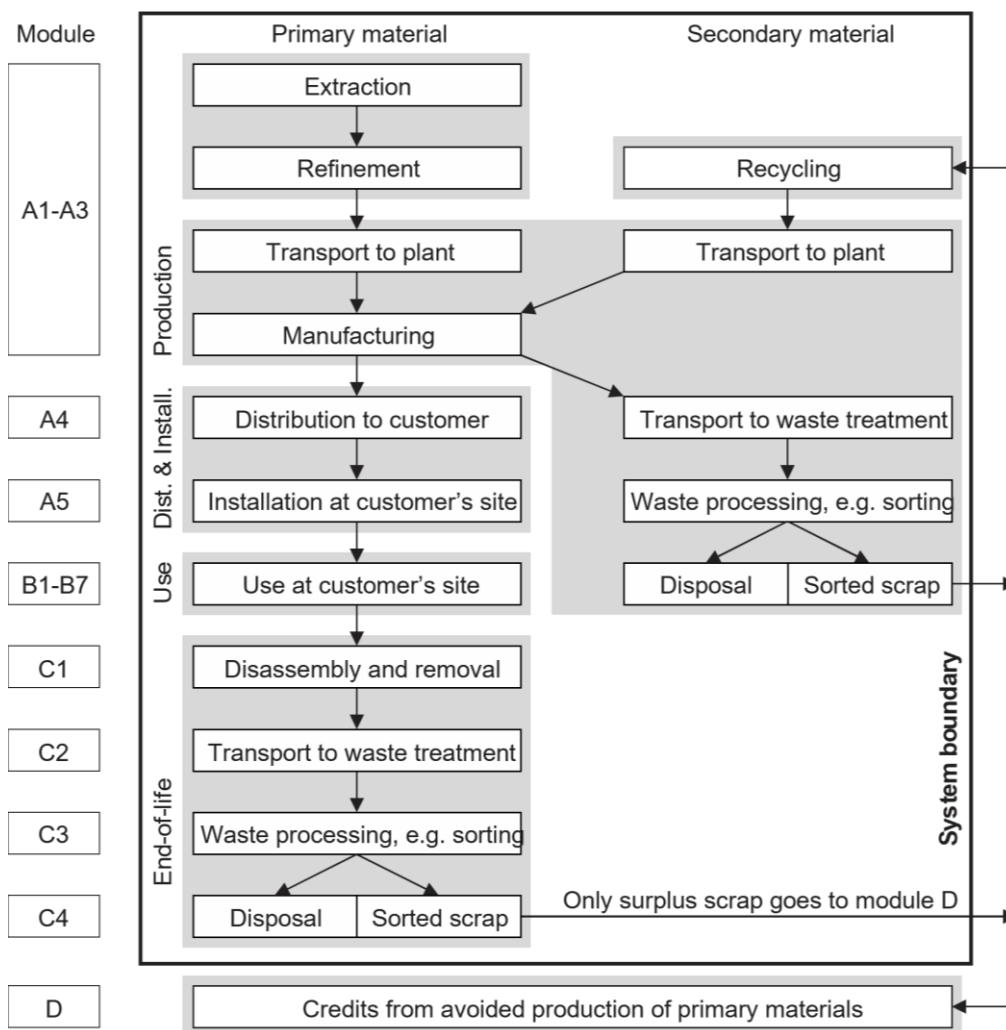 Module
Primary material
Secondary material
Extraction
Refinement
Recycling
A1-A3
Transport to plant
Transport to plant
Production
Manufacturing
A4
Distribution to customer
Transport to waste treatment
Dist. & Install.
A5
Installation at customer's site
Waste processing, e.g. sorting
B1-B7
Use
Use at customer's site
Disposal
Sorted scrap
C1
Disassembly and removal
System boundary
C2
Transport to waste treatment
End-of-life
C3
Waste processing, e.g. sorting
C4
Disposal
Sorted scrap
Only surplus scrap goes to module D
D
Credits from avoided production of primary materials